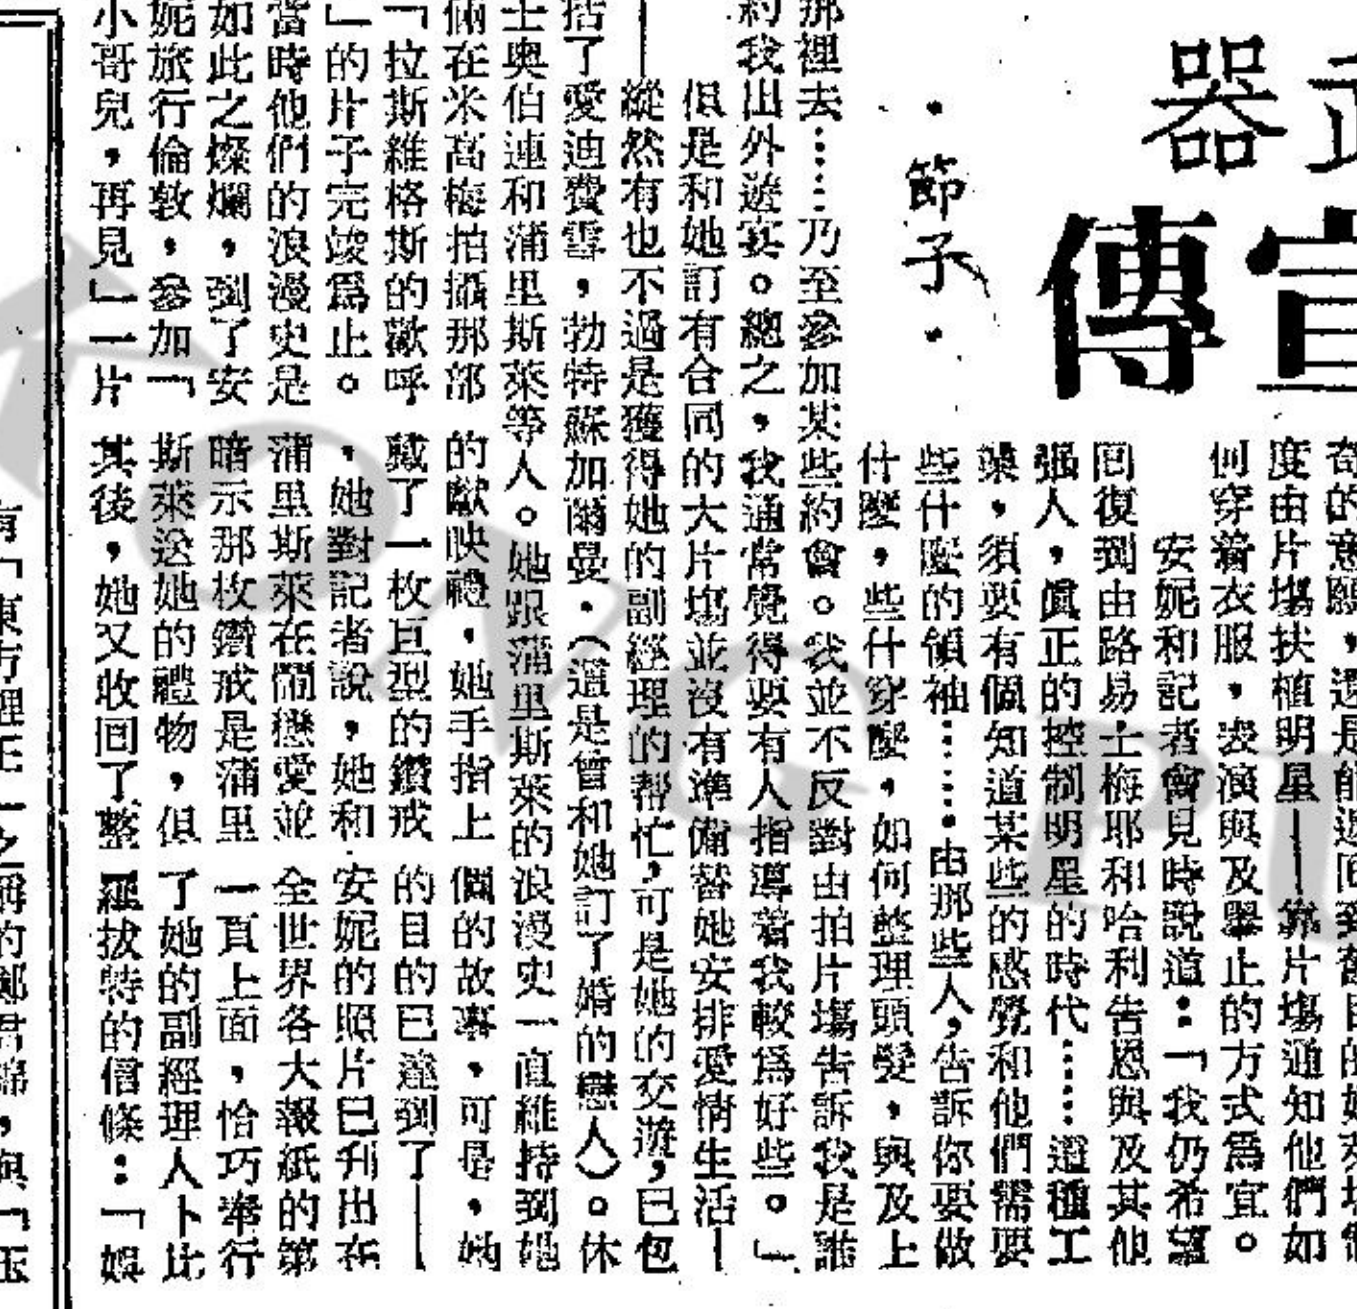 器
宣傳
・節子・
度由片塲扶植明星——靠片塲通知他們如
何穿着衣服,表演與及舉止的方式爲宜。
安妮和記者會見時說道:「我仍希望
回復到由路易士梅耶和哈利告恩與及其他
强人,眞正的控制明星的時代……這種工
業,須要有個知道某些的感覺和他們需要
些什麼的領袖……由那些人,告訴你要做
什麼,些什穿麼,如何整理頭髮,與及上
那裡去……乃至參加某些約會。我並不反對由拍片塲告訴我是誰
約我出外遊宴。總之,我通常覺得要有人指導着我較爲好些。」
但是和她訂有合同的大片塲並沒有準備替她安排愛情生活—
—縱然有也不過是獲得她的副經理的帮忙,可是她的交遊,已包
括了愛迪費雪,勃特蘇加爾曼,(這是曾和她訂了婚的戀人)。休
士奧伯連和蒲里斯萊等人。她跟蒲里斯萊的浪漫史一直維持到她
倆在米高梅拍攝那部
「拉斯維格斯的歡呼
」的片子完竣爲止。
當時他們的浪漫史是
如此之燦爛,到了安
妮旅行倫敦,參加「
小哥兒,再見」一片
的獻映禮,她手指上
戴了一枚巨型的鑽戒
,她對記者說,她和
蒲里斯萊在鬧戀愛並
暗示那枚鑽戒是蒲里
斯萊送她的禮物,但
其後,她又收回了整
個的故事,可是,她
的目的已達到了——
安妮的照片已刋出在
全世界各大報紙的第
一頁上面,恰巧奉行
了她的副經理人卜比
羅拔特的信條:「娛